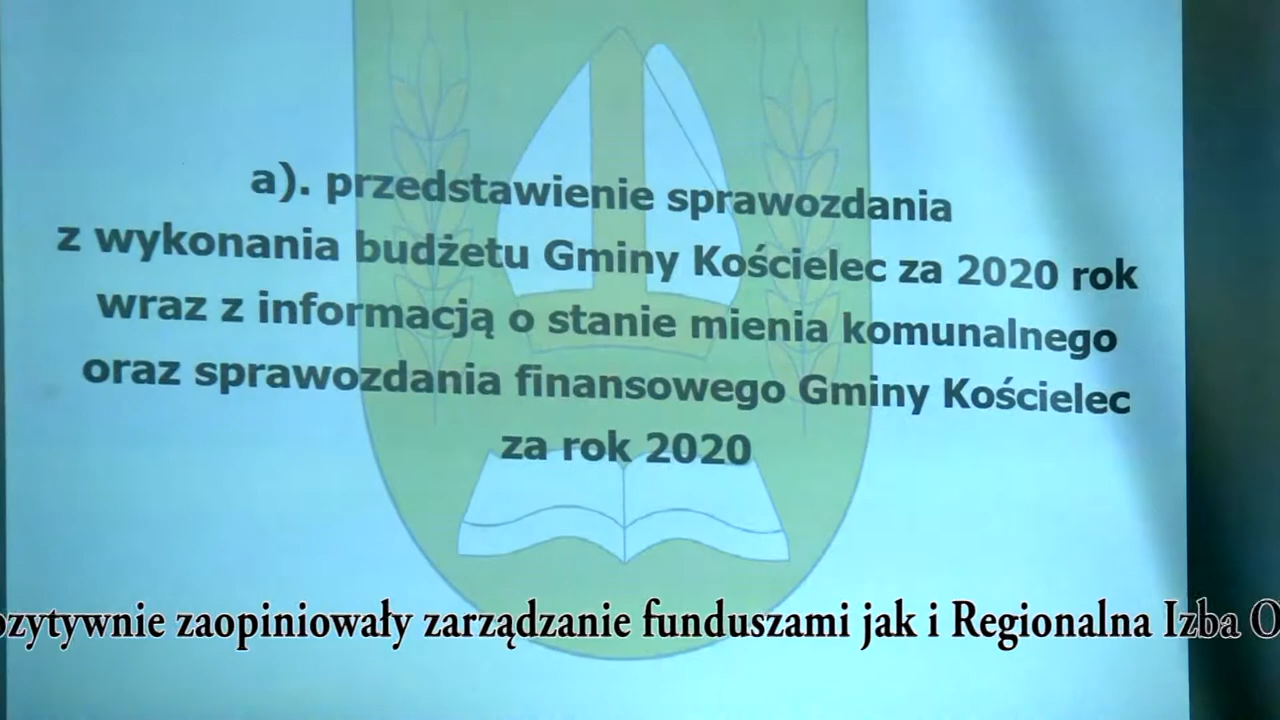 a). przedstawienie sprawozdania
z wykonania budżetu Gminy Kościelec za 2020 rok
wraz z informacją o stanie mienia komunalnego
oraz sprawozdania finansowego Gminy Kościelec
za rok 2020
zaopiniowały zarządzanie funduszami jak i Regionalna Izba